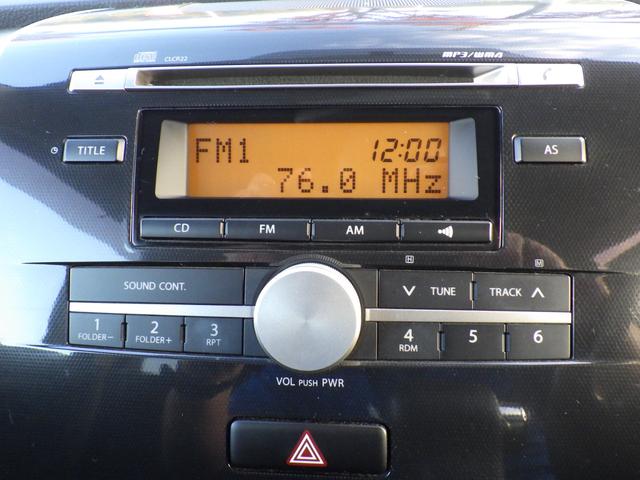 CLCR22 MP3/WMA
TITLE
FM1 12:00
76.0 MHz
AS
CD FM AM
SOUND CONT.
H M
TUNE TRACK
1 FOLDER-
2 FOLDER+
3 RPT
4 RDM
5
6
VOL PUSH PWR